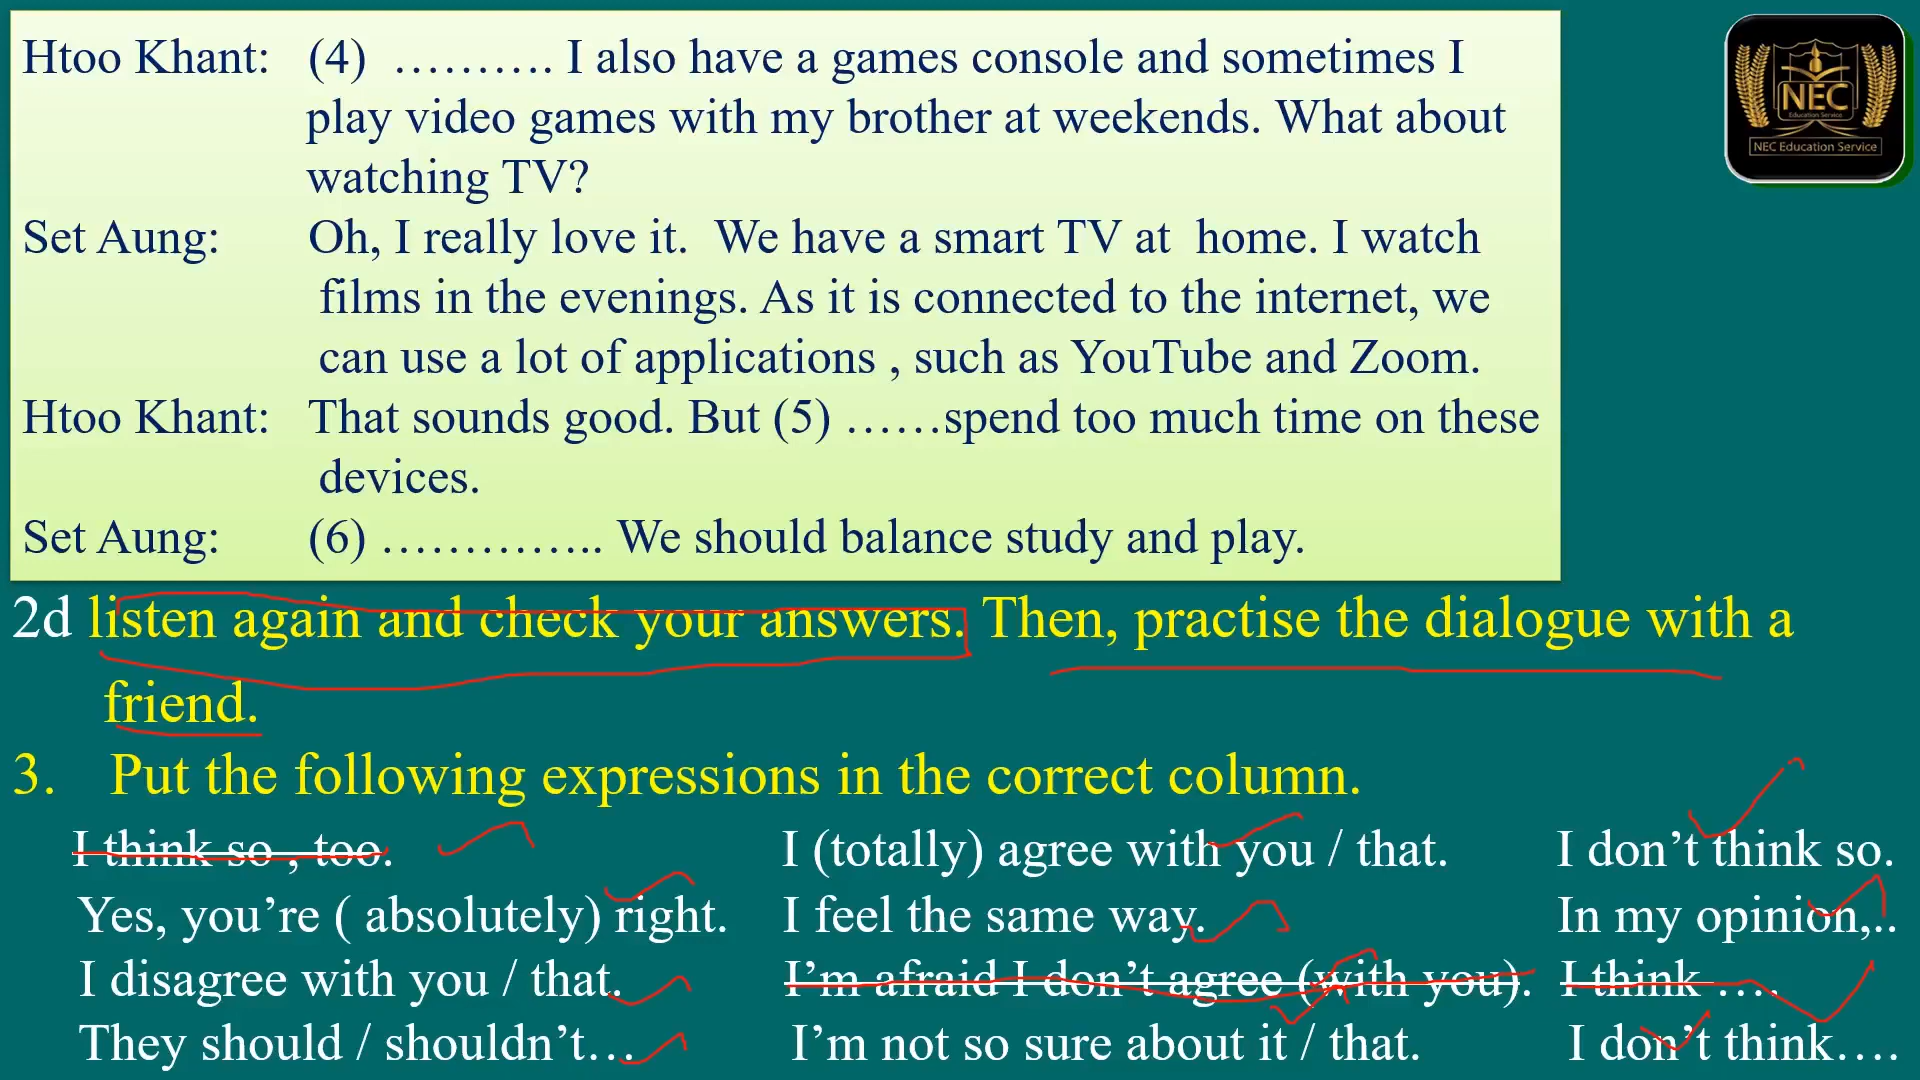 Htoo Khant: (4) ………. I also have a games console and sometimes I
play video games with my brother at weekends. What about
watching TV?
Set Aung: Oh, I really love it. We have a smart TV at home. I watch
films in the evenings. As it is connected to the internet, we
can use a lot of applications , such as YouTube and Zoom.
Htoo Khant: That sounds good. But (5) ……spend too much time on these
devices.
Set Aung: (6) ………….. We should balance study and play.
NEC
Education Service
NEC Education Service
2d listen again and check your answers. Then, practise the dialogue with a
friend.
3. Put the following expressions in the correct column.
I think so , too. I (totally) agree with you / that. I don’t think so.
Yes, you’re ( absolutely) right. I feel the same way. In my opinion,..
I disagree with you / that. I’m afraid I don’t agree (with you). I think …,
They should / shouldn’t… I’m not so sure about it / that. I don’t think….